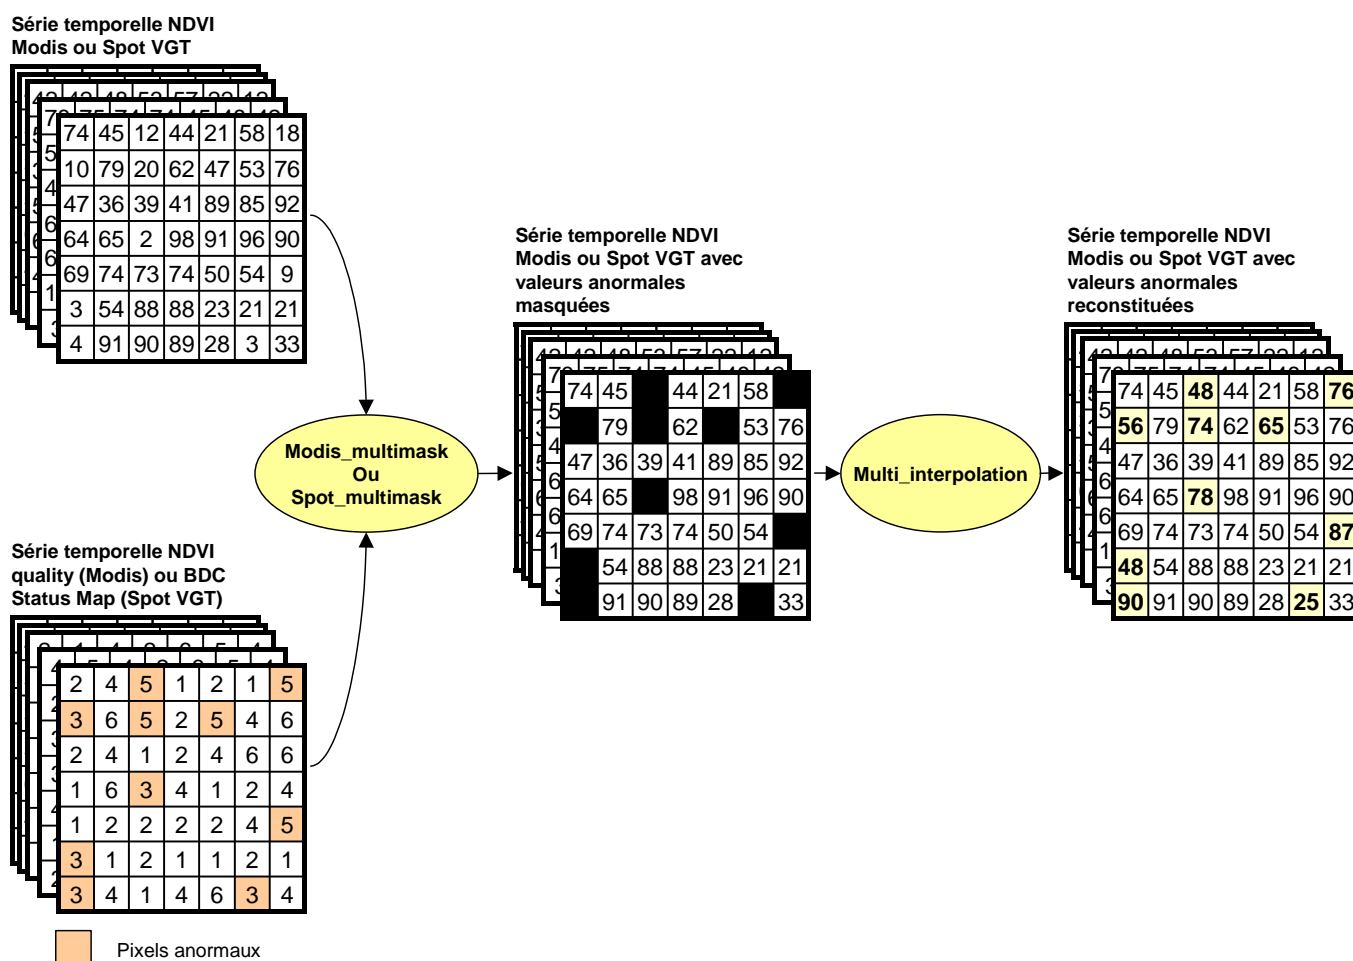 Série temporelle NDVI
Modis ou Spot VGT
74 45 12 44 21 58 18
10 79 20 62 47 53 76
47 36 39 41 89 85 92
64 65 2 98 91 96 90
69 74 73 74 50 54 9
3 54 88 88 23 21 21
4 91 90 89 28 3 33
Modis_multimask
Ou
Spot_multimask
Série temporelle NDVI
quality (Modis) ou BDC
Status Map (Spot VGT)
2 4 5 1 2 1 5
3 6 5 2 5 4 6
2 4 1 2 4 6 6
1 6 3 4 1 2 4
1 2 2 2 2 4 5
3 1 2 1 1 2 1
3 4 1 4 6 3 4
Pixels anormaux
Série temporelle NDVI
Modis ou Spot VGT avec
valeurs anormales
masquées
74 45 44 21 58
79 62 53 76
47 36 39 41 89 85 92
64 65 98 91 96 90
69 74 73 74 50 54
54 88 88 23 21 21
91 90 89 28 33
Multi_interpolation
Série temporelle NDVI
Modis ou Spot VGT avec
valeurs anormales
reconstituées
74 45 48 44 21 58 76
56 79 74 62 65 53 76
47 36 39 41 89 85 92
64 65 78 98 91 96 90
69 74 73 74 50 54 87
48 54 88 88 23 21 21
90 91 90 89 28 25 33